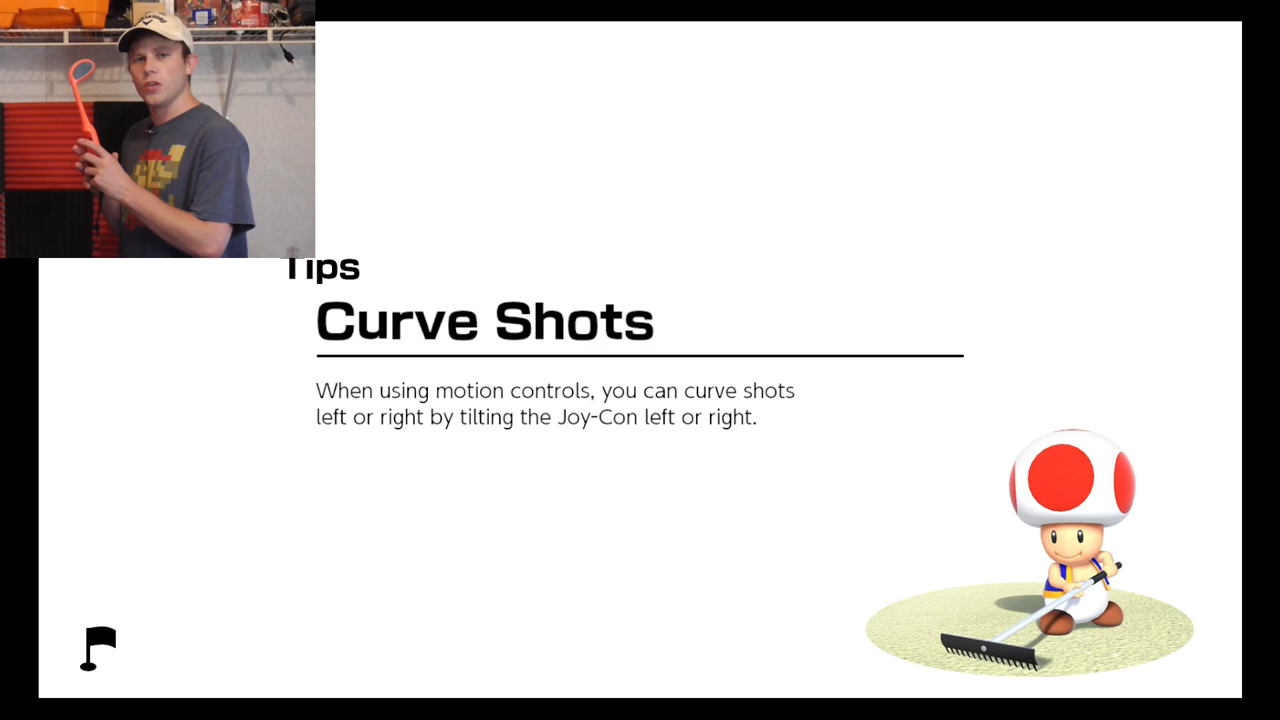 Tips
Curve Shots
When using motion controls, you can curve shots
left or right by tilting the Joy-Con left or right.